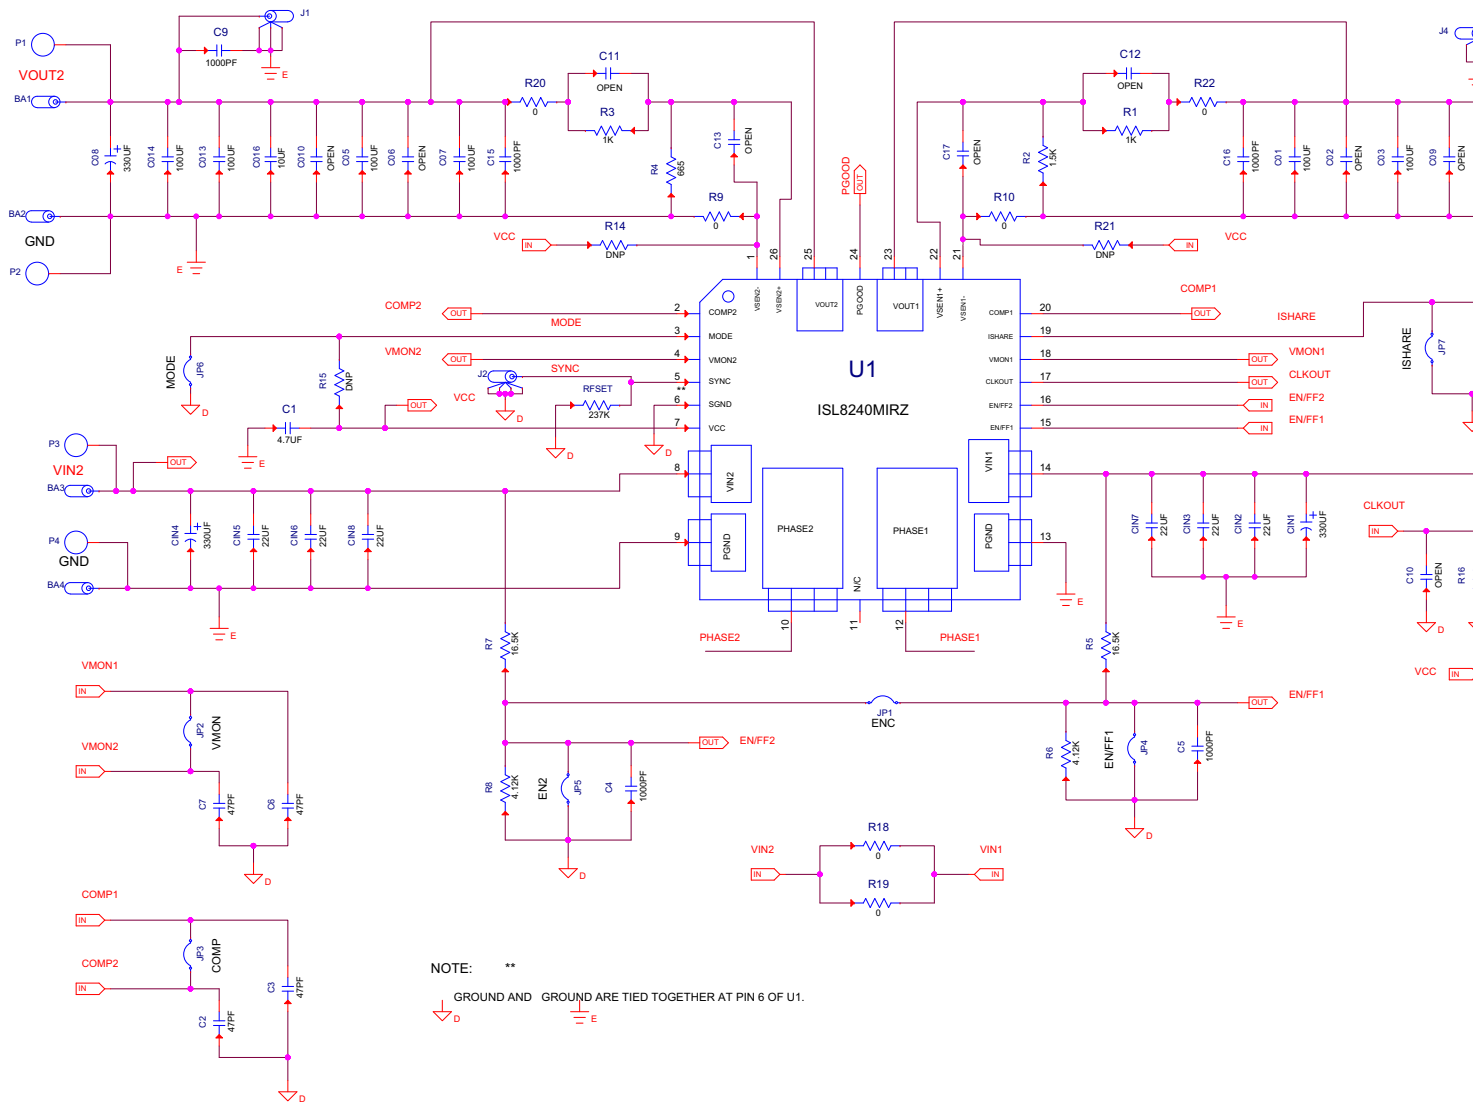 J1
P1
C9
1000PF
E
VOUT2
BA1
C08
330UF
+
C014
100UF
C013
100UF
C016
10UF
C010
OPEN
C05
100UF
C06
OPEN
C07
100UF
C15
1000PF
R20
0
C11
OPEN
R3
1K
R4
665
C13
OPEN
R9
0
BA2
GND
P2
E
VCC
IN
R14
DNP
PGOOD
OUT
C12
OPEN
R1
1K
R22
0
J4
C17
OPEN
R2
1.5K
C16
1000PF
C01
100UF
C02
OPEN
C03
100UF
C09
OPEN
R10
0
R21
DNP
VCC
IN
1
26
25
24
23
22
21
VSEN2-
VSEN2+
VOUT2
PGOOD
VOUT1
VSEN1+
VSEN1-
COMP2
OUT
2
COMP2
MODE
3
MODE
VMON2
OUT
4
VMON2
SYNC
5
SYNC
**
6
SGND
7
VCC
8
VIN2
9
PGND
U1
ISL8240MIRZ
COMP1
20
COMP1
OUT
ISHARE
19
ISHARE
VMON1
18
OUT
VMON1
CLKOUT
17
OUT
CLKOUT
EN/FF2
16
IN
EN/FF2
EN/FF1
15
IN
EN/FF1
VIN1
14
PGND
13
E
PHASE2
PHASE1
N/C
10
11
12
PHASE2
PHASE1
MODE
JP6
D
R15
DNP
VCC
OUT
J2
D
RFSET
237K
D
D
C1
4.7UF
E
ISHARE
JP7
P3
VIN2
OUT
BA3
P4
GND
BA4
CIN4
330UF
+
CIN5
22UF
CIN6
22UF
CIN8
22UF
E
CIN7
22UF
CIN3
22UF
CIN2
22UF
CIN1
330UF
+
E
CLKOUT
IN
C10
OPEN
R16
D
VCC
IN
R7
16.5K
R5
16.5K
JP1
ENC
OUT
EN/FF1
OUT
EN/FF2
R8
4.12K
EN2
JP5
C4
1000PF
D
R6
4.12K
EN/FF1
JP4
C5
1000PF
D
VMON1
IN
JP2
VMON
VMON2
IN
C7
47PF
C6
47PF
D
COMP1
IN
JP3
COMP
COMP2
IN
C2
47PF
C3
47PF
D
VIN2
IN
R18
0
R19
0
VIN1
IN
NOTE: **
GROUND AND GROUND ARE TIED TOGETHER AT PIN 6 OF U1.
D
E